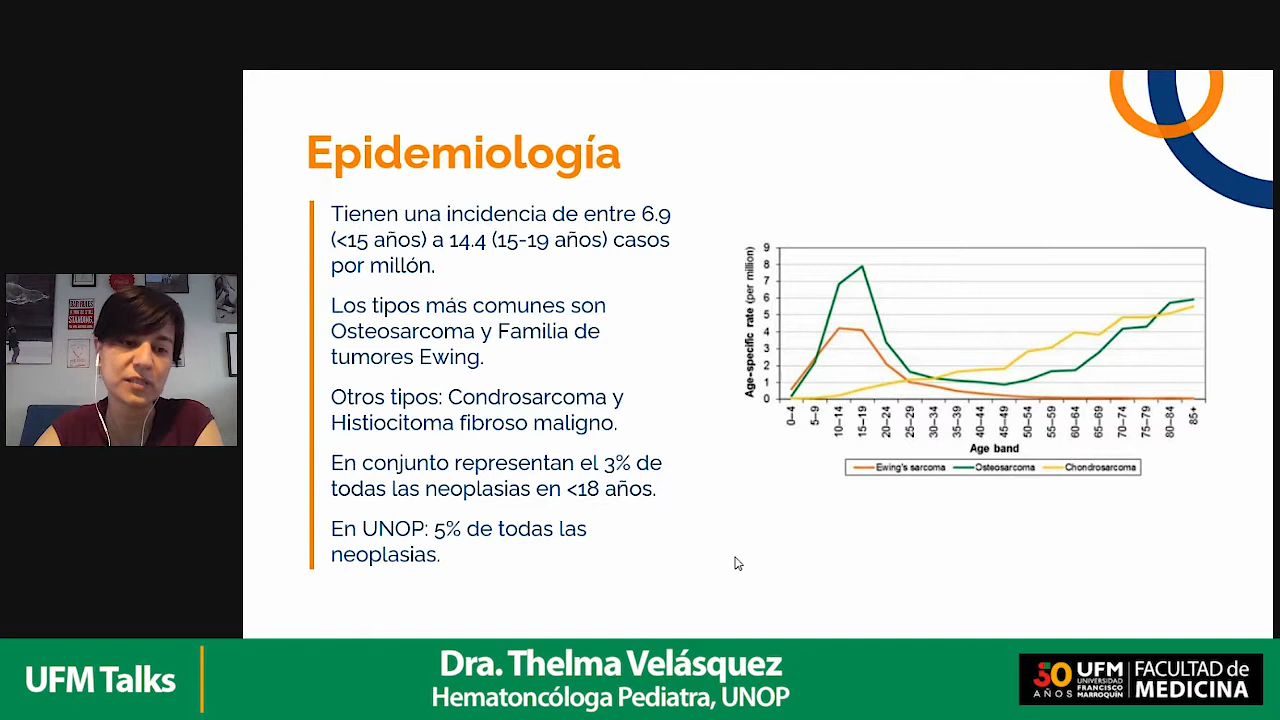 Epidemiología
Tienen una incidencia de entre 6.9
(<15 años) a 14.4 (15-19 años) casos
por millón.
Los tipos más comunes son
Osteosarcoma y Familia de
tumores Ewing.
Otros tipos: Condrosarcoma y
Histiocitoma fibroso maligno.
En conjunto representan el 3% de
todas las neoplasias en <18 años.
En UNOP: 5% de todas las
neoplasias.
Age-specific rate (per million)
9
8
7
6
5
4
3
2
1
0
0–4 5–9 10–14 15–19 20–24 25–29 30–34 35–39 40–44 45–49 50–54 55–59 60–64 65–69 70–74 75–79 80–84 85+
Age band
Ewing's sarcoma Osteosarcoma Chondrosarcoma
STANDING.
UFM Talks
Dra. Thelma Velásquez
Hematoncóloga Pediatra, UNOP
50
AÑOS
UFM
UNIVERSIDAD
FRANCISCO
MARROQUÍN
FACULTAD de
MEDICINA